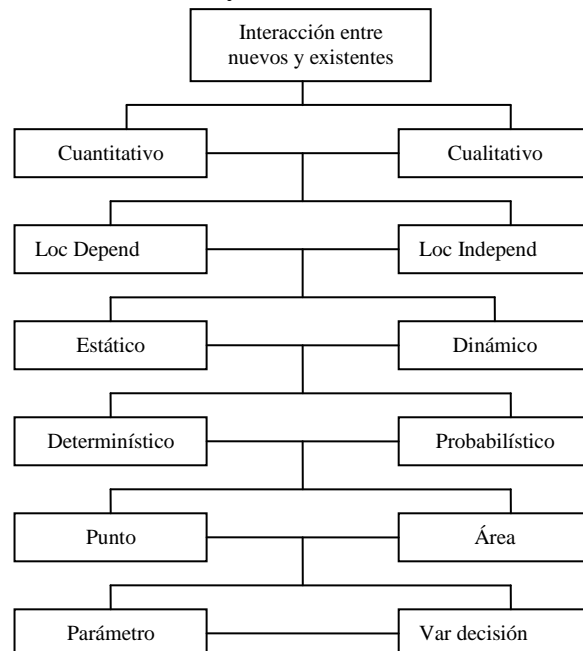 Interacción entre
nuevos y existentes
Cuantitativo
Cualitativo
Loc Depend
Loc Independ
Estático
Dinámico
Determinístico
Probabilístico
Punto
Área
Parámetro
Var decisión